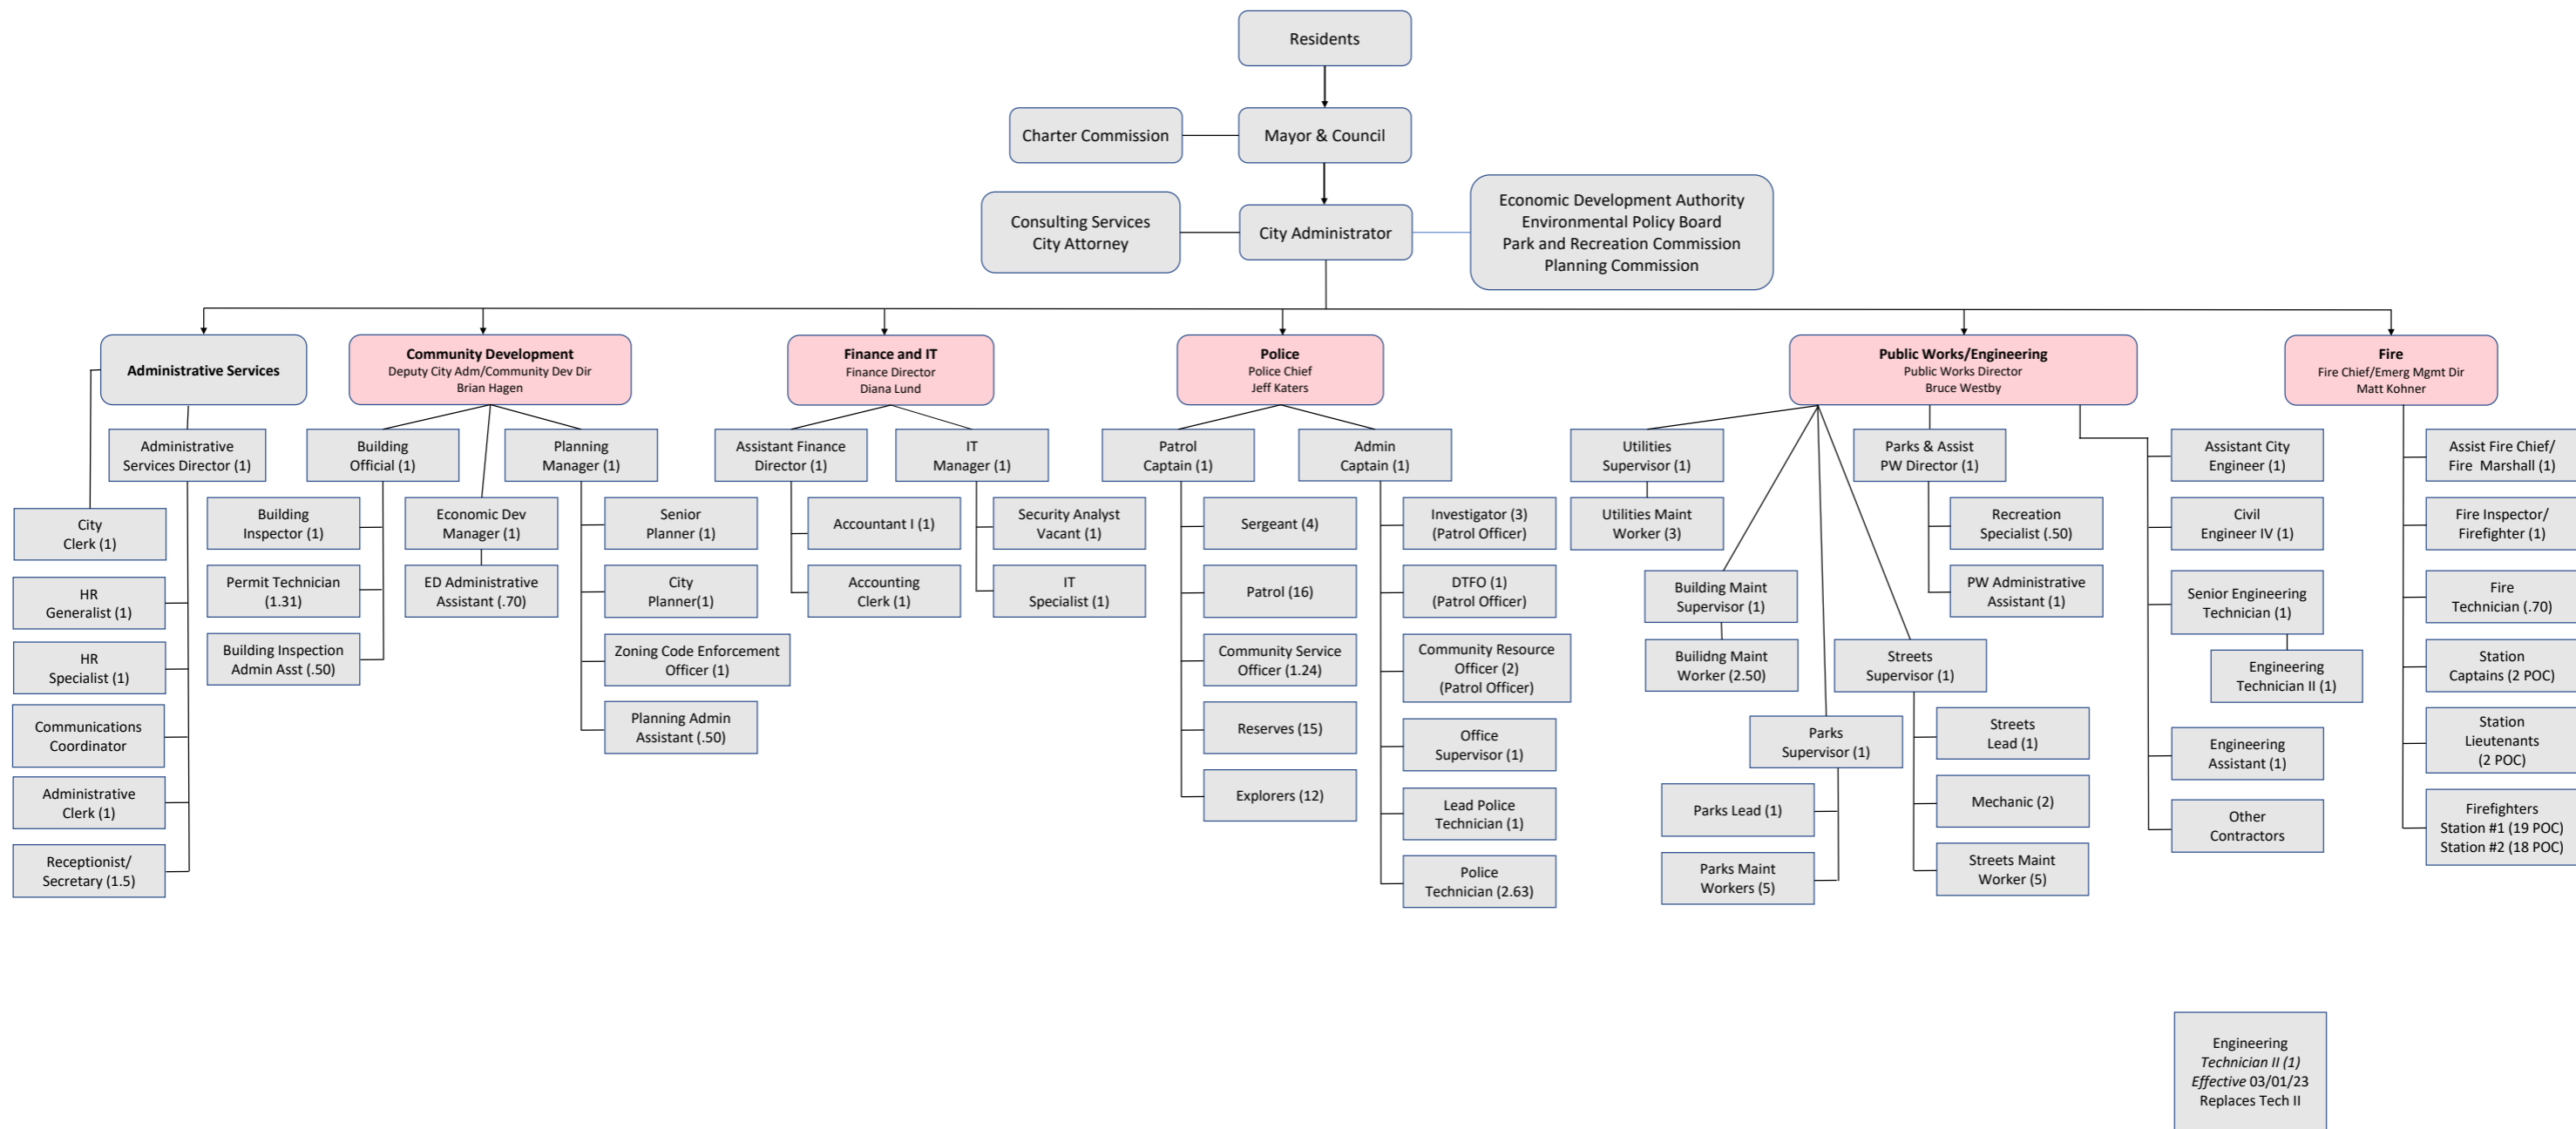 Residents
Charter Commission
Mayor & Council
Consulting Services
City Attorney
City Administrator
Economic Development Authority
Environmental Policy Board
Park and Recreation Commission
Planning Commission
Administrative Services
Community Development
Deputy City Adm/Community Dev Dir
Brian Hagen
Finance and IT
Finance Director
Diana Lund
Police
Police Chief
Jeff Katers
Public Works/Engineering
Public Works Director
Bruce Westby
Fire
Fire Chief/Emerg Mgmt Dir
Matt Kohner
Administrative
Services Director (1)
City
Clerk (1)
HR
Generalist (1)
HR
Specialist (1)
Communications
Coordinator
Administrative
Clerk (1)
Receptionist/
Secretary (1.5)
Building
Official (1)
Building
Inspector (1)
Permit Technician
(1.31)
Building Inspection
Admin Asst (.50)
Economic Dev
Manager (1)
ED Administrative
Assistant (.70)
Planning
Manager (1)
Senior
Planner (1)
City
Planner(1)
Zoning Code Enforcement
Officer (1)
Planning Admin
Assistant (.50)
Assistant Finance
Director (1)
Accountant I (1)
Accounting
Clerk (1)
IT
Manager (1)
Security Analyst
Vacant (1)
IT
Specialist (1)
Patrol
Captain (1)
Sergeant (4)
Patrol (16)
Community Service
Officer (1.24)
Reserves (15)
Explorers (12)
Admin
Captain (1)
Investigator (3)
(Patrol Officer)
DTFO (1)
(Patrol Officer)
Community Resource
Officer (2)
(Patrol Officer)
Office
Supervisor (1)
Lead Police
Technician (1)
Police
Technician (2.63)
Utilities
Supervisor (1)
Utilities Maint
Worker (3)
Building Maint
Supervisor (1)
Builidng Maint
Worker (2.50)
Parks
Supervisor (1)
Parks Lead (1)
Parks Maint
Workers (5)
Streets
Supervisor (1)
Streets
Lead (1)
Mechanic (2)
Streets Maint
Worker (5)
Parks & Assist
PW Director (1)
Recreation
Specialist (.50)
PW Administrative
Assistant (1)
Assistant City
Engineer (1)
Civil
Engineer IV (1)
Senior Engineering
Technician (1)
Engineering
Technician II (1)
Engineering
Assistant (1)
Other
Contractors
Assist Fire Chief/
Fire Marshall (1)
Fire Inspector/
Firefighter (1)
Fire
Technician (.70)
Station
Captains (2 POC)
Station
Lieutenants
(2 POC)
Firefighters
Station #1 (19 POC)
Station #2 (18 POC)
Engineering
Technician II (1)
Effective 03/01/23
Replaces Tech II